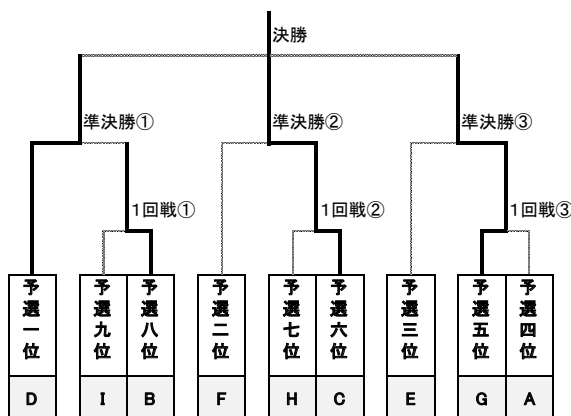 決勝
準決勝①
準決勝②
準決勝③
1回戦①
1回戦②
1回戦③
予選一位
予選九位
予選八位
予選二位
予選七位
予選六位
予選三位
予選五位
予選四位
D
I
B
F
H
C
E
G
A